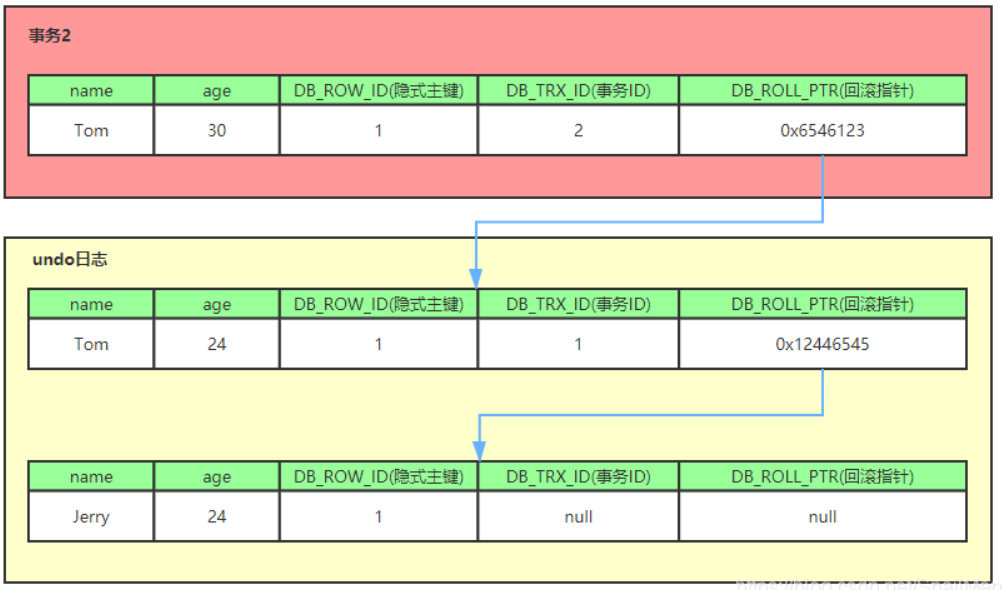 事务2
name age DB_ROW_ID(隐式主键) DB_TRX_ID(事务ID) DB_ROLL_PTR(回滚指针)
Tom 30 1 2 0x6546123
undo日志
name age DB_ROW_ID(隐式主键) DB_TRX_ID(事务ID) DB_ROLL_PTR(回滚指针)
Tom 24 1 1 0x12446545
name age DB_ROW_ID(隐式主键) DB_TRX_ID(事务ID) DB_ROLL_PTR(回滚指针)
Jerry 24 1 null null